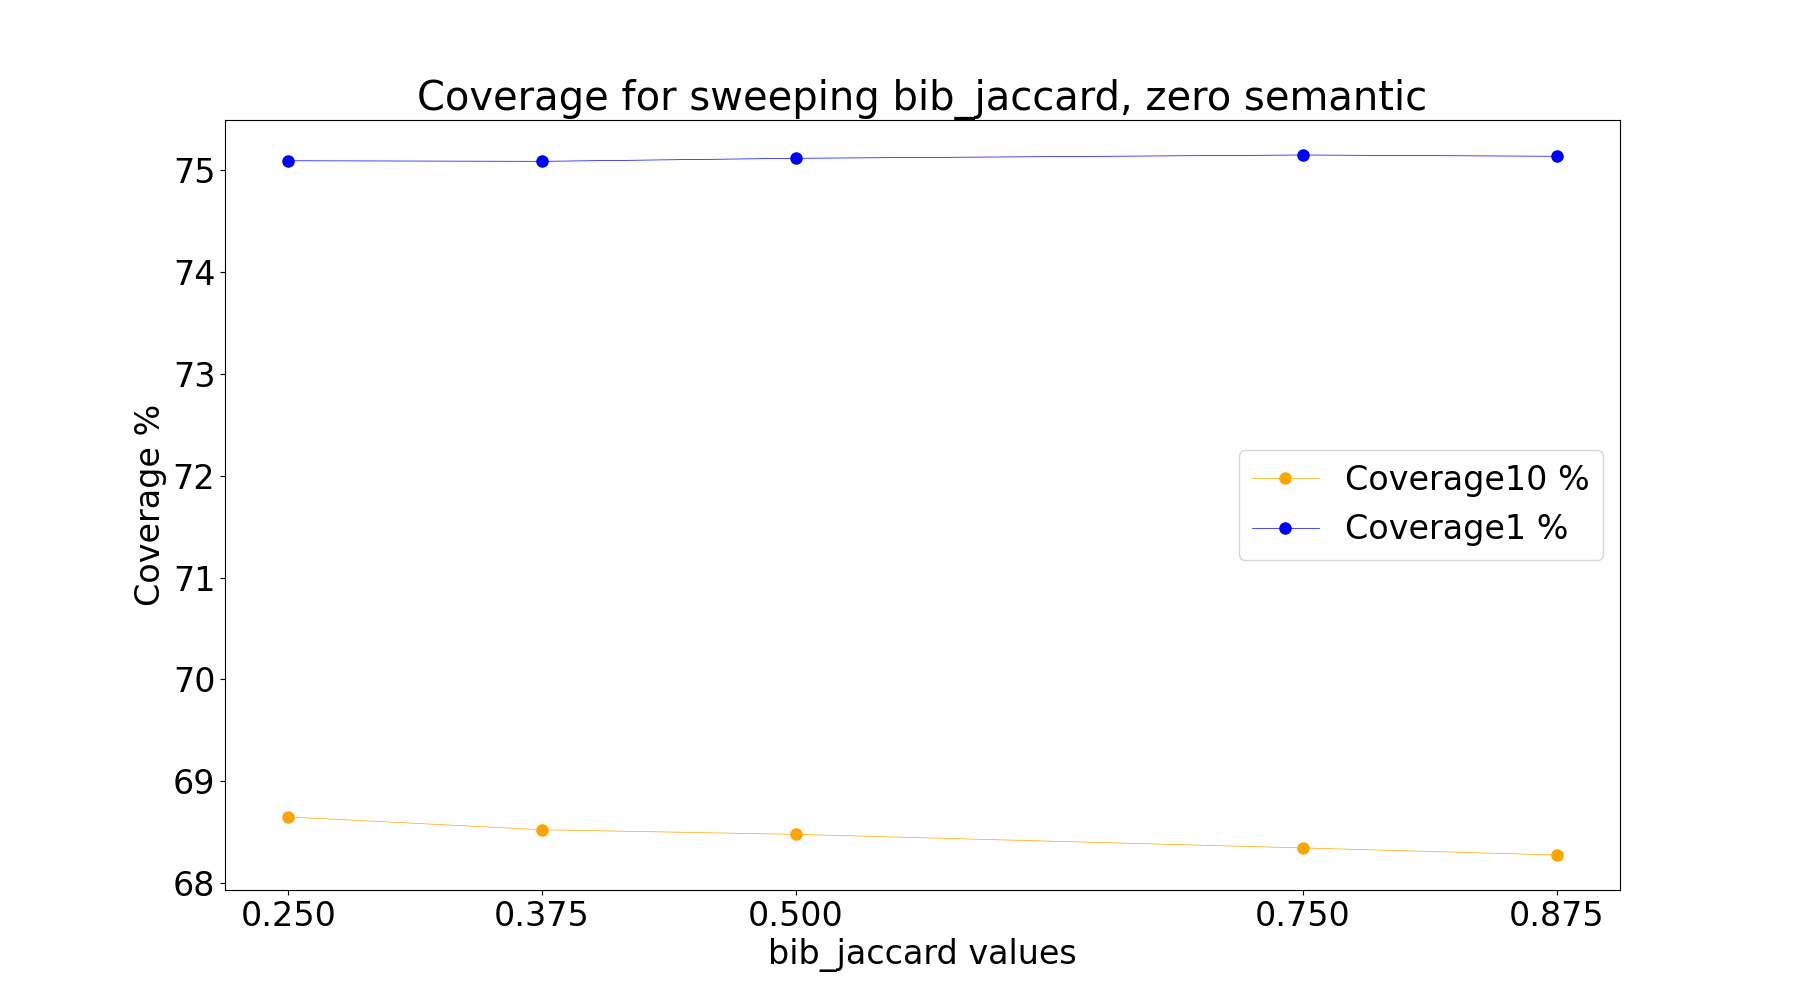 Coverage for sweeping bib_jaccard, zero semantic
Coverage %
75
74
73
72
71
70
69
68
Coverage10 %
Coverage1 %
0.250 0.375 0.500 0.750 0.875
bib_jaccard values